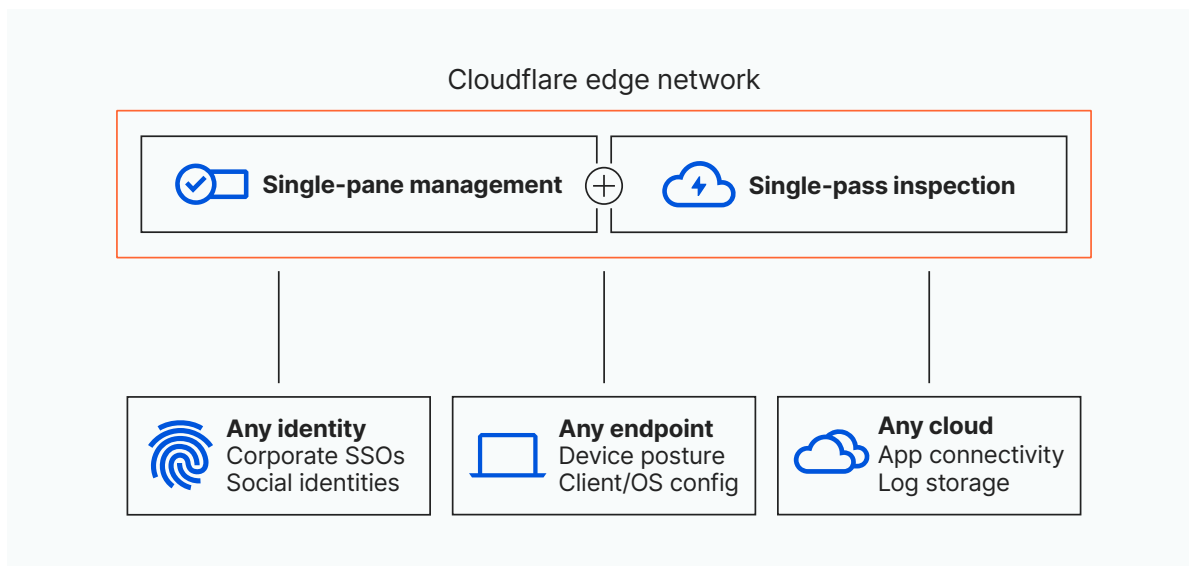 Cloudflare edge network
Single-pane management
Single-pass inspection
Any identity
Corporate SSOs
Social identities
Any endpoint
Device posture
Client/OS config
Any cloud
App connectivity
Log storage